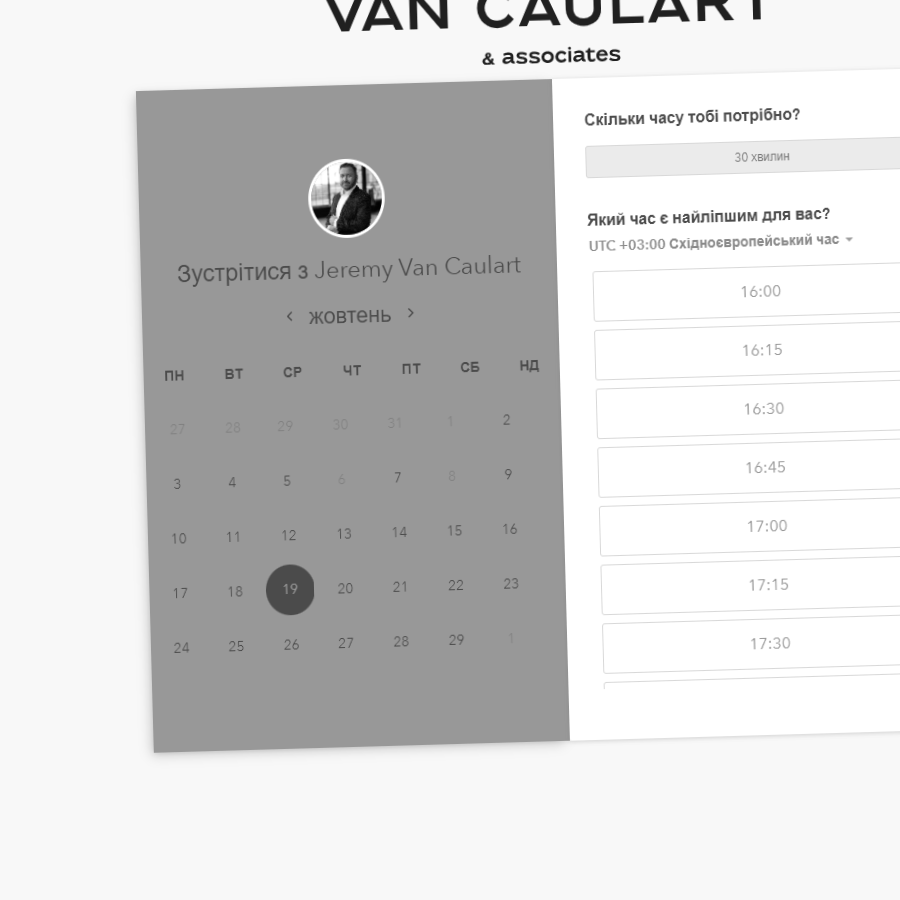 VAN CAULART
& associates
Зустрітися з Jeremy Van Caulart
жовтень
ПН ВТ СР ЧТ ПТ СБ НД
27 28 29 30 31 1 2
3 4 5 6 7 8 9
10 11 12 13 14 15 16
17 18 19 20 21 22 23
24 25 26 27 28 29 1
Скільки часу тобі потрібно?
30 хвилин
Який час є найліпшим для вас?
UTC +03:00 Східноєвропейський час
16:00
16:15
16:30
16:45
17:00
17:15
17:30